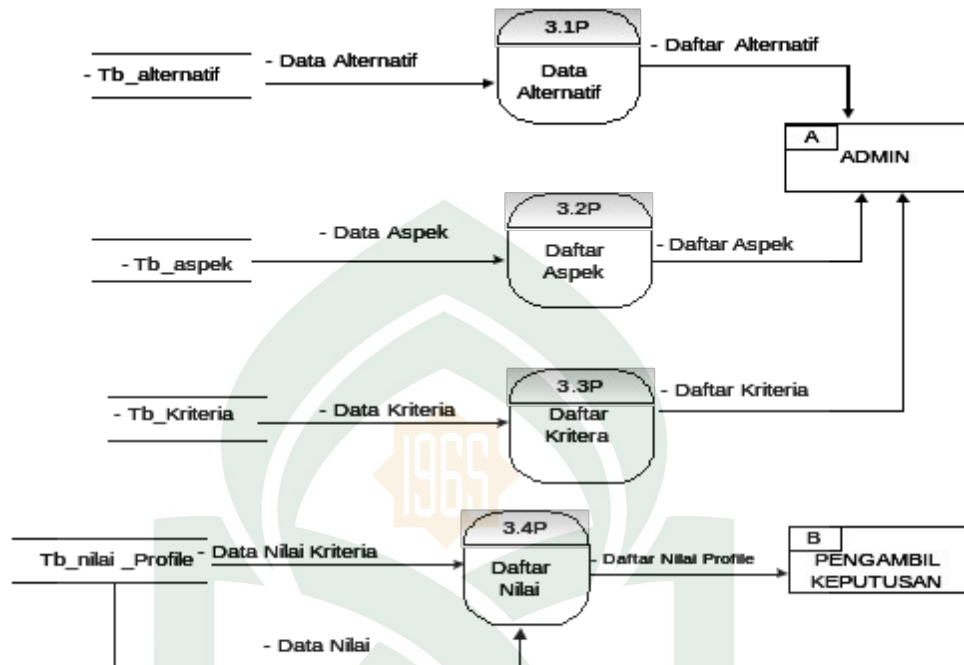 3.1P
- Data Alternatif
- Daftar Alternatif
- Tb_alternatif
Data
Alternatif
A
ADMIN
3.2P
- Data Aspek
Daftar
Aspek
- Daftar Aspek
- Tb_aspek
3.3P
- Daftar Kriteria
- Tb_Kriteria
- Data Kriteria
Daftar
Kritera
1965
3.4P
Tb_nilai _Profile
- Data Nilai Kriteria
Daftar
Nilai
- Daftar Nilai Profile
B
PENGAMBIL
KEPUTUSAN
- Data Nilai